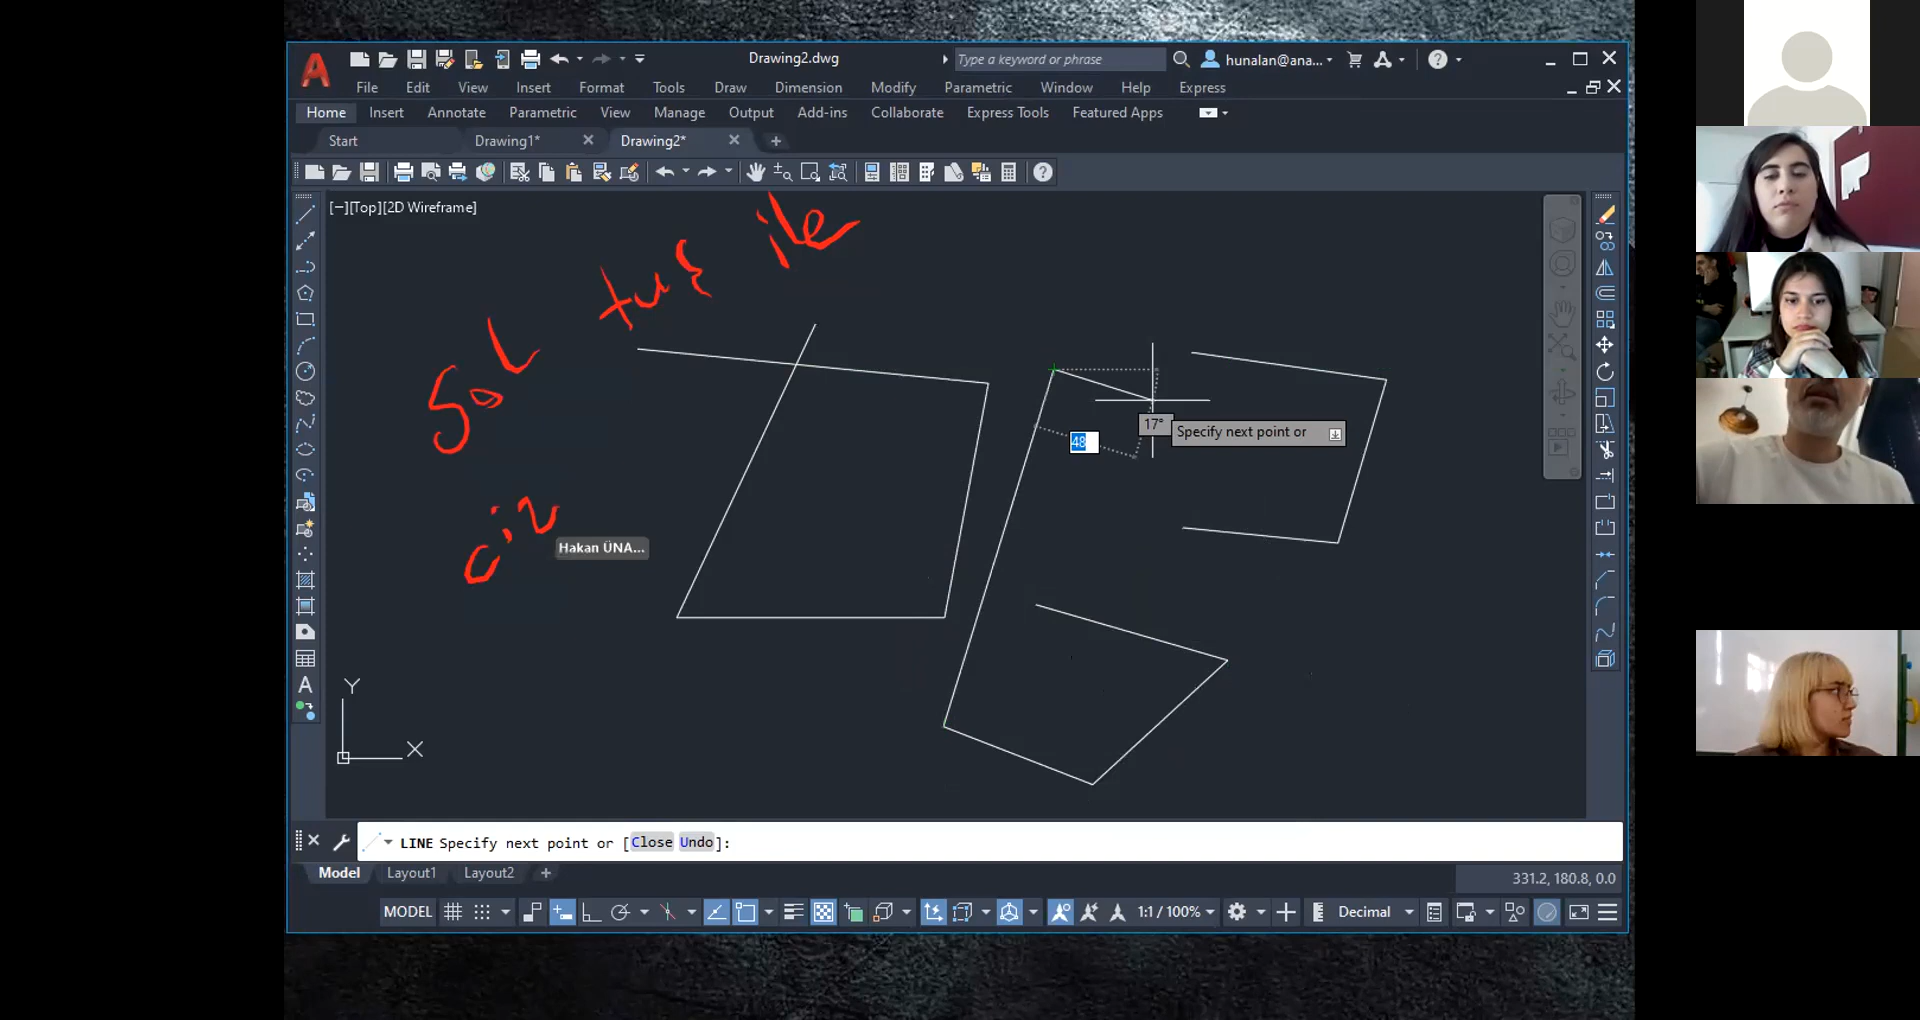 Drawing2.dwg
Type a keyword or phrase
hunalan@ana...
File Edit View Insert Format Tools Draw Dimension Modify Parametric Window Help Express
Home Insert Annotate Parametric View Manage Output Add-ins Collaborate Express Tools Featured Apps
Start Drawing1* Drawing2*
[−][Top][2D Wireframe]
Sol tuş ile
çiz
Hakan ÜNA...
17°
Specify next point or
48
Y
X
LINE Specify next point or [Close Undo]:
Model Layout1 Layout2
331.2, 180.8, 0.0
MODEL 1:1 / 100% Decimal